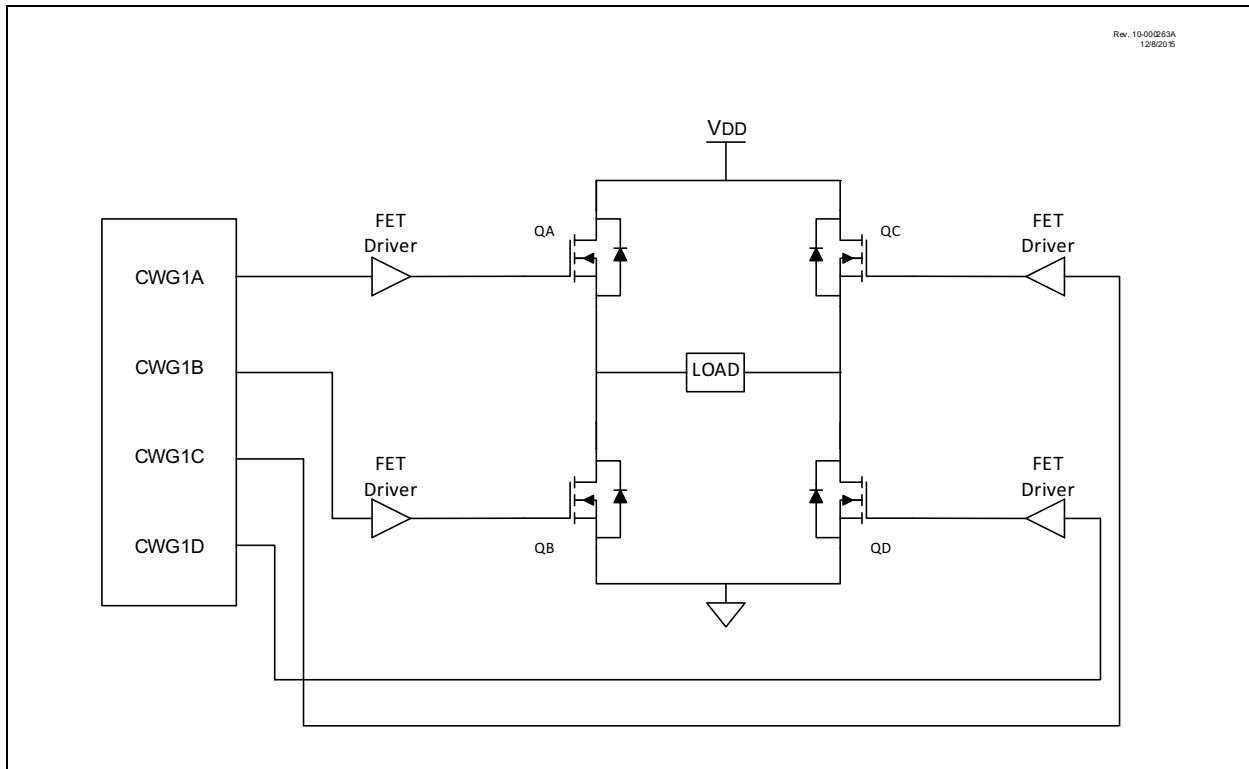 Rev. 10-000263A
12/8/2015
VDD
FET
Driver
QA
QC
FET
Driver
CWG1A
CWG1B
LOAD
CWG1C
FET
Driver
FET
Driver
CWG1D
QB
QD